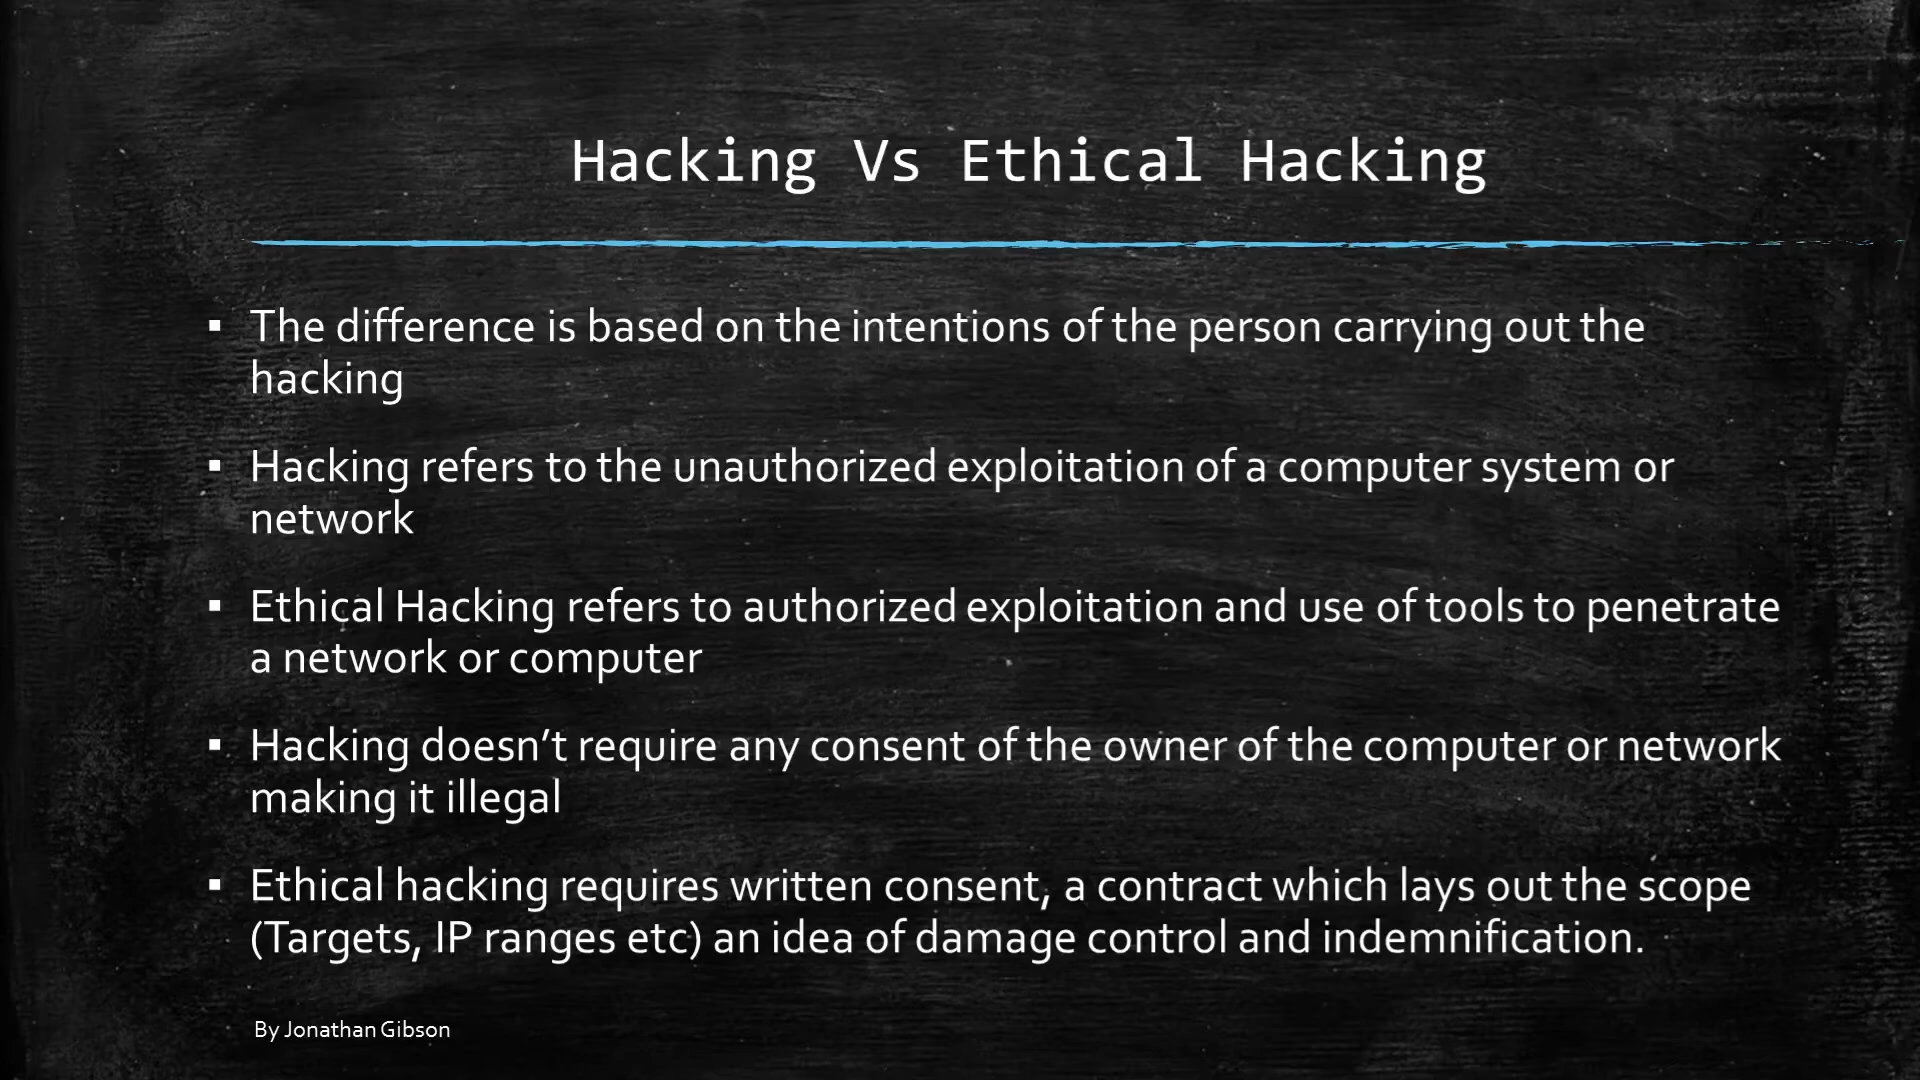 Hacking Vs Ethical Hacking
▪ The difference is based on the intentions of the person carrying out the
hacking
▪ Hacking refers to the unauthorized exploitation of a computer system or
network
▪ Ethical Hacking refers to authorized exploitation and use of tools to penetrate
a network or computer
▪ Hacking doesn’t require any consent of the owner of the computer or network
making it illegal
▪ Ethical hacking requires written consent, a contract which lays out the scope
(Targets, IP ranges etc) an idea of damage control and indemnification.
By Jonathan Gibson